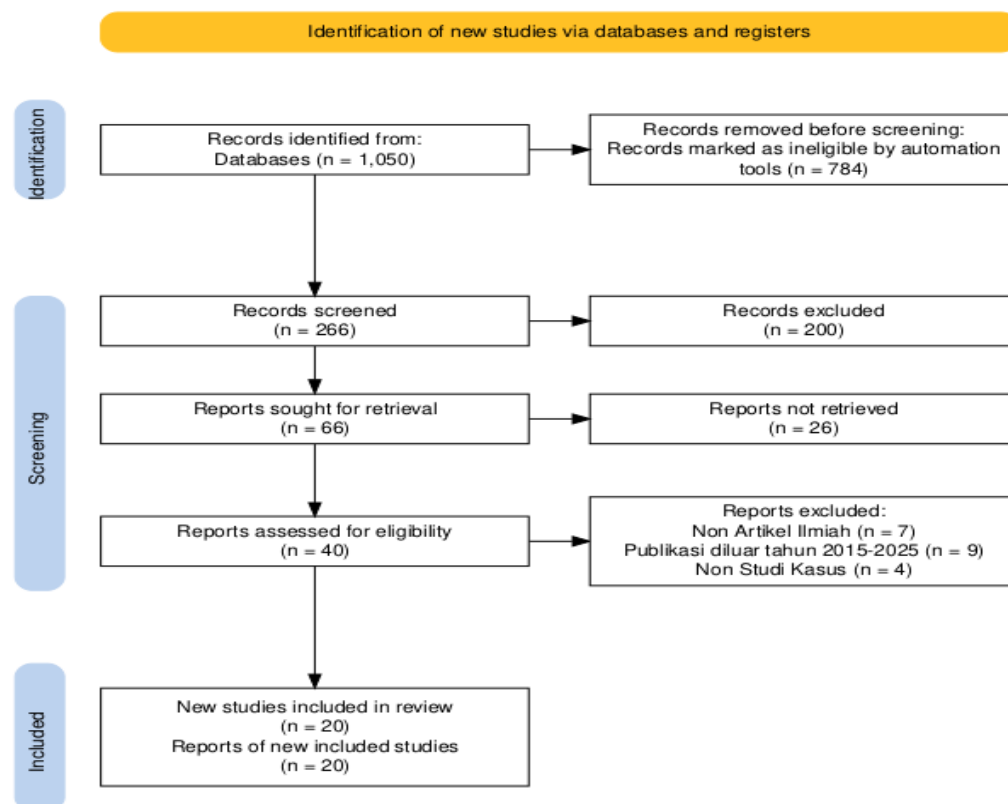 Identification of new studies via databases and registers
Identification
Records identified from:
Databases (n = 1,050)
Records removed before screening:
Records marked as ineligible by automation
tools (n = 784)
Screening
Records screened
(n = 266)
Records excluded
(n = 200)
Reports sought for retrieval
(n = 66)
Reports not retrieved
(n = 26)
Reports assessed for eligibility
(n = 40)
Reports excluded:
Non Artikel Ilmiah (n = 7)
Publikasi diluar tahun 2015-2025 (n = 9)
Non Studi Kasus (n = 4)
Included
New studies included in review
(n = 20)
Reports of new included studies
(n = 20)